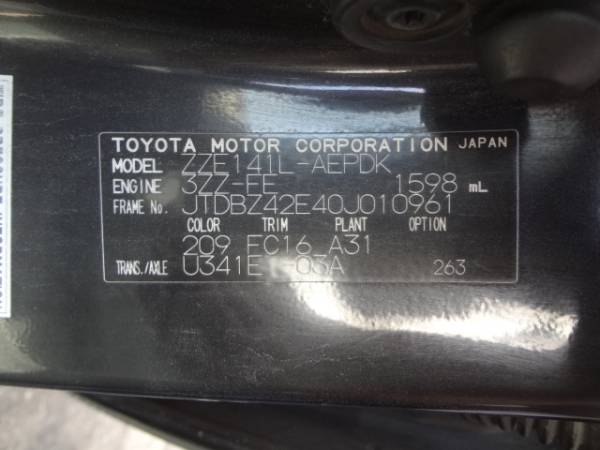 TOYOTA MOTOR CORPORATION JAPAN
MODEL ZZE141L-AEPDK
ENGINE 3ZZ-FE 1598 mL
FRAME No. JTDBZ42E40J010961
COLOR TRIM PLANT OPTION
209 FC16 A31
TRANS./AXLE U341E -03A 263